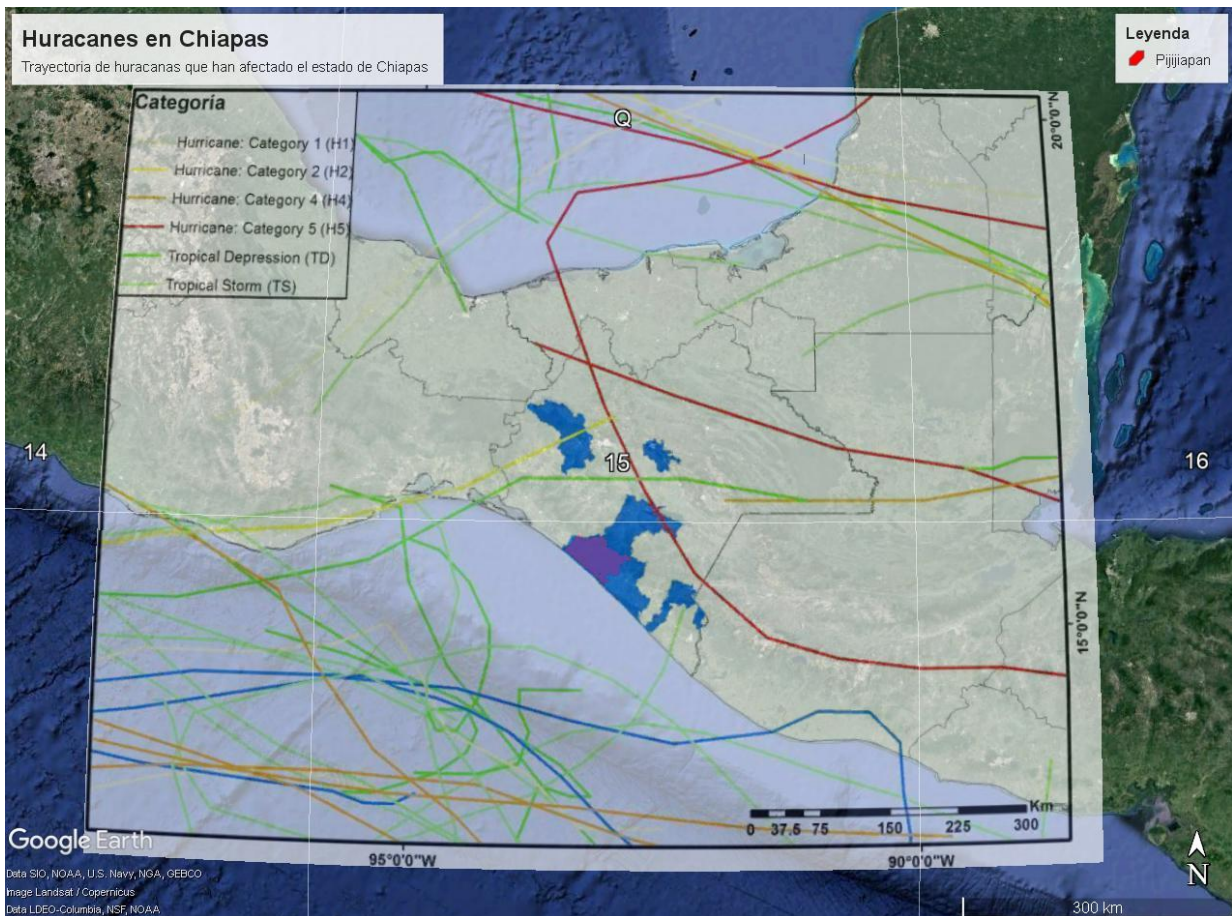 Huracanes en Chiapas
Trayectoria de huracanas que han afectado el estado de Chiapas
Leyenda
Pijijiapan
Categoría
Hurricane: Category 1 (H1)
Hurricane: Category 2 (H2)
Hurricane: Category 4 (H4)
Hurricane: Category 5 (H5)
Tropical Depression (TD)
Tropical Storm (TS)
Q
20°0'0"N
14
15
16
15°0'0"N
Km
0 37.5 75 150 225 300
95°0'0"W
90°0'0"W
Google Earth
Data SIO, NOAA, U.S. Navy, NGA, GEBCO
Image Landsat / Copernicus
Data LDEO-Columbia, NSF, NOAA
N
300 km